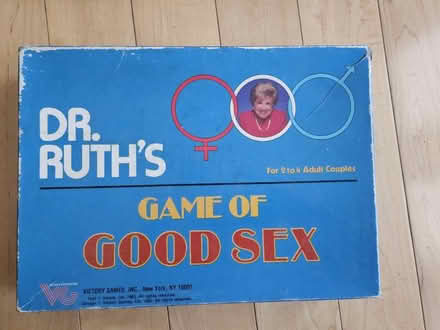 DR.
RUTH'S
For 2 to 4 Adult Couples
GAME OF
GOOD SEX
VG
VICTORY GAMES, INC., New York, NY 10001